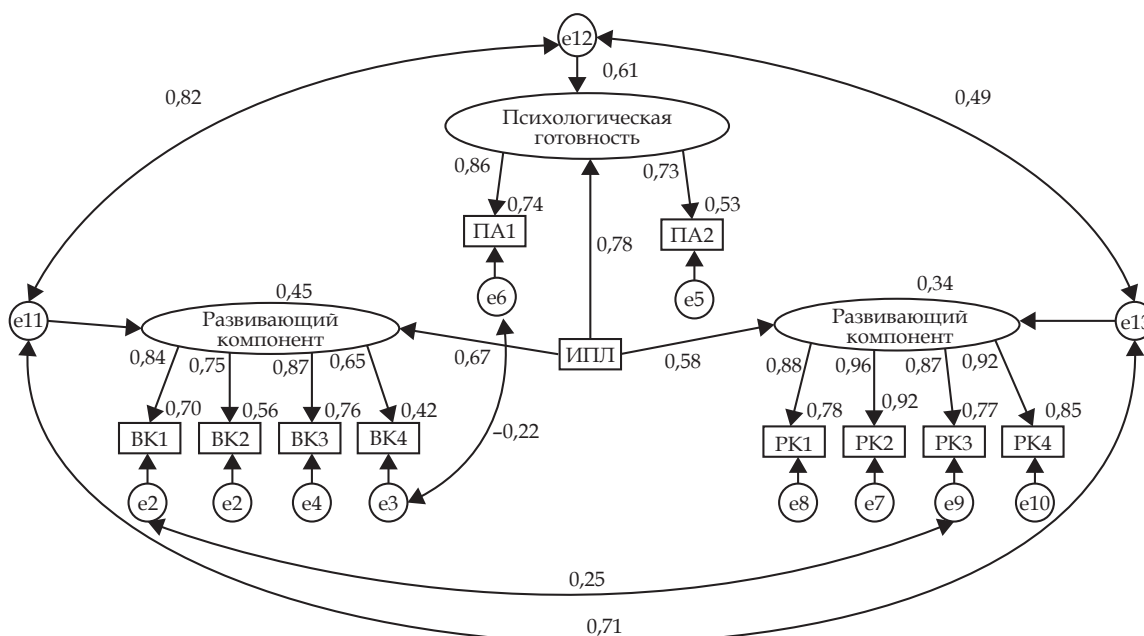 e12
0,61
0,82
0,49
Психологическая
готовность
0,86
0,73
0,74
0,53
ПА1
ПА2
0,78
e6
e5
0,45
0,34
e11
Развивающий
компонент
Развивающий
компонент
e13
0,67
ИПЛ
0,58
0,84
0,75
0,87
0,65
0,88
0,96
0,87
0,92
0,70
0,56
0,76
0,42
0,78
0,92
0,77
0,85
ВК1
ВК2
ВК3
ВК4
–0,22
РК1
РК2
РК3
РК4
e2
e2
e4
e3
e8
e7
e9
e10
0,25
0,71